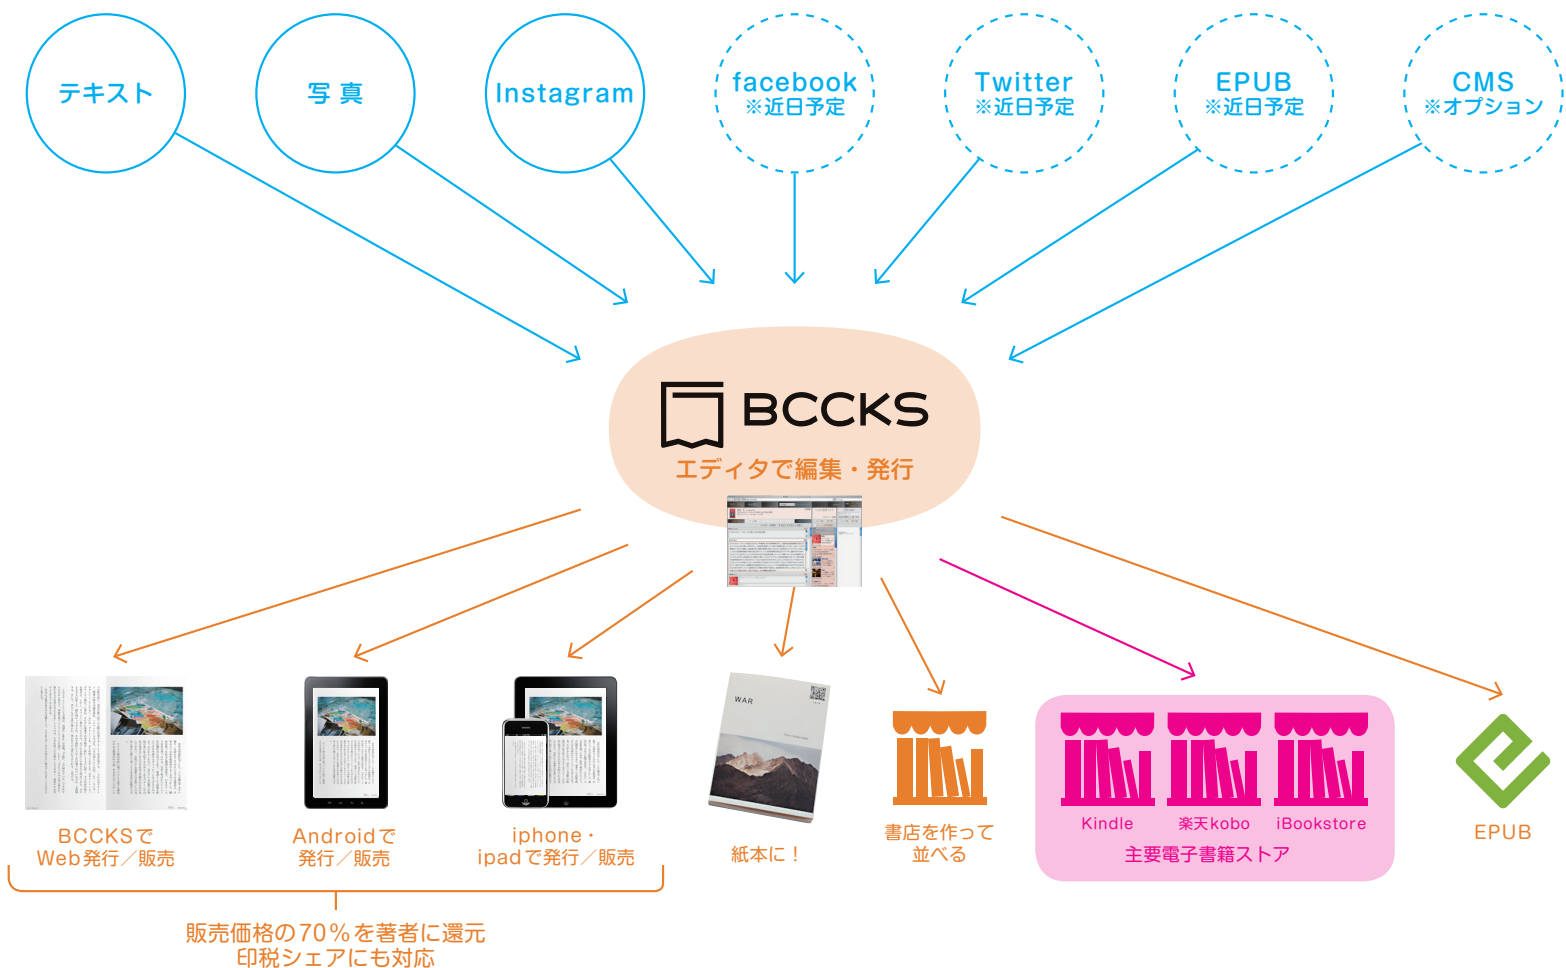 テキスト
写真
Instagram
facebook
※近日予定
Twitter
※近日予定
EPUB
※近日予定
CMS
※オプション
BCCKS
エディタで編集・発行
WAR
BCCKSで
Web発行／販売
Androidで
発行／販売
iphone・
ipadで発行／販売
紙本に！
書店を作って
並べる
Kindle
楽天kobo
iBookstore
主要電子書籍ストア
EPUB
販売価格の70％を著者に還元
印税シェアにも対応